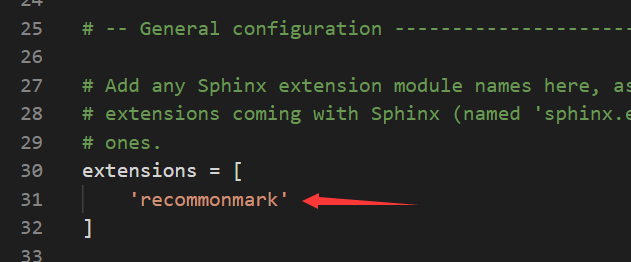 24
25 # -- General configuration -----------------------
26
27 # Add any Sphinx extension module names here, as
28 # extensions coming with Sphinx (named 'sphinx.e
29 # ones.
30 extensions = [
31 'recommonmark'
32 ]
33